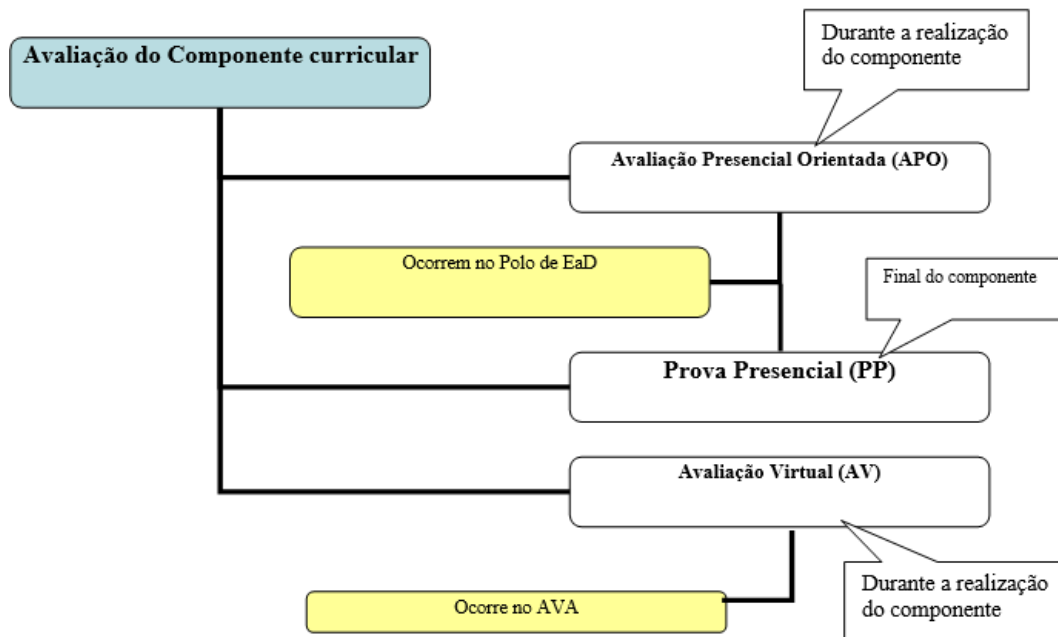 Avaliação do Componente curricular
Durante a realização
do componente
Avaliação Presencial Orientada (APO)
Ocorrem no Polo de EaD
Final do componente
Prova Presencial (PP)
Avaliação Virtual (AV)
Durante a realização
do componente
Ocorre no AVA